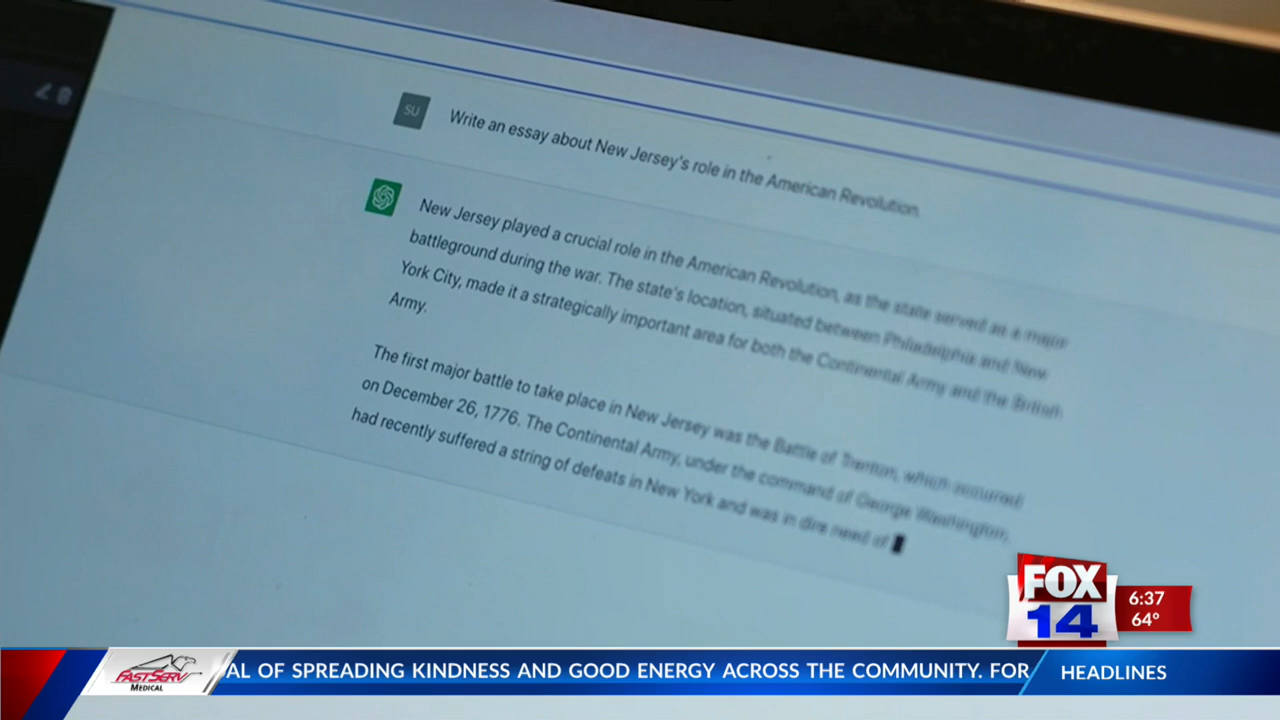 SU
Write an essay about New Jersey's role in the American Revolution.
New Jersey played a crucial role in the American Revolution, as the state served as a major
battleground during the war. The state's location, situated between Philadelphia and New
York City, made it a strategically important area for both the Continental Army and the British
Army.
The first major battle to take place in New Jersey was the Battle of Trenton, which occurred
on December 26, 1776. The Continental Army, under the command of George Washington,
had recently suffered a string of defeats in New York and was in dire need of
FOX
14
6:37
64°
FASTSERV
MEDICAL
AL OF SPREADING KINDNESS AND GOOD ENERGY ACROSS THE COMMUNITY. FOR
HEADLINES